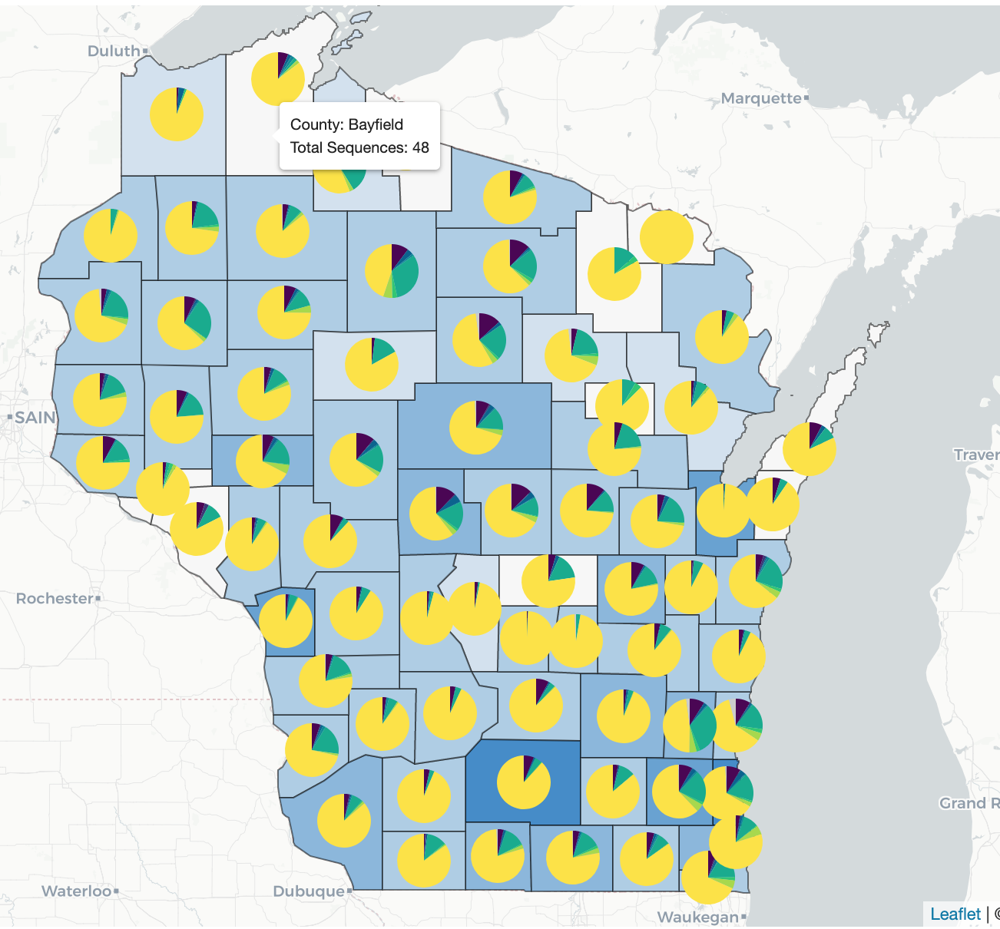 Duluth
Marquette
County: Bayfield
Total Sequences: 48
SAIN
Traver
Rochester
Grand R
Waterloo
Dubuque
Waukegan
Leaflet | ©